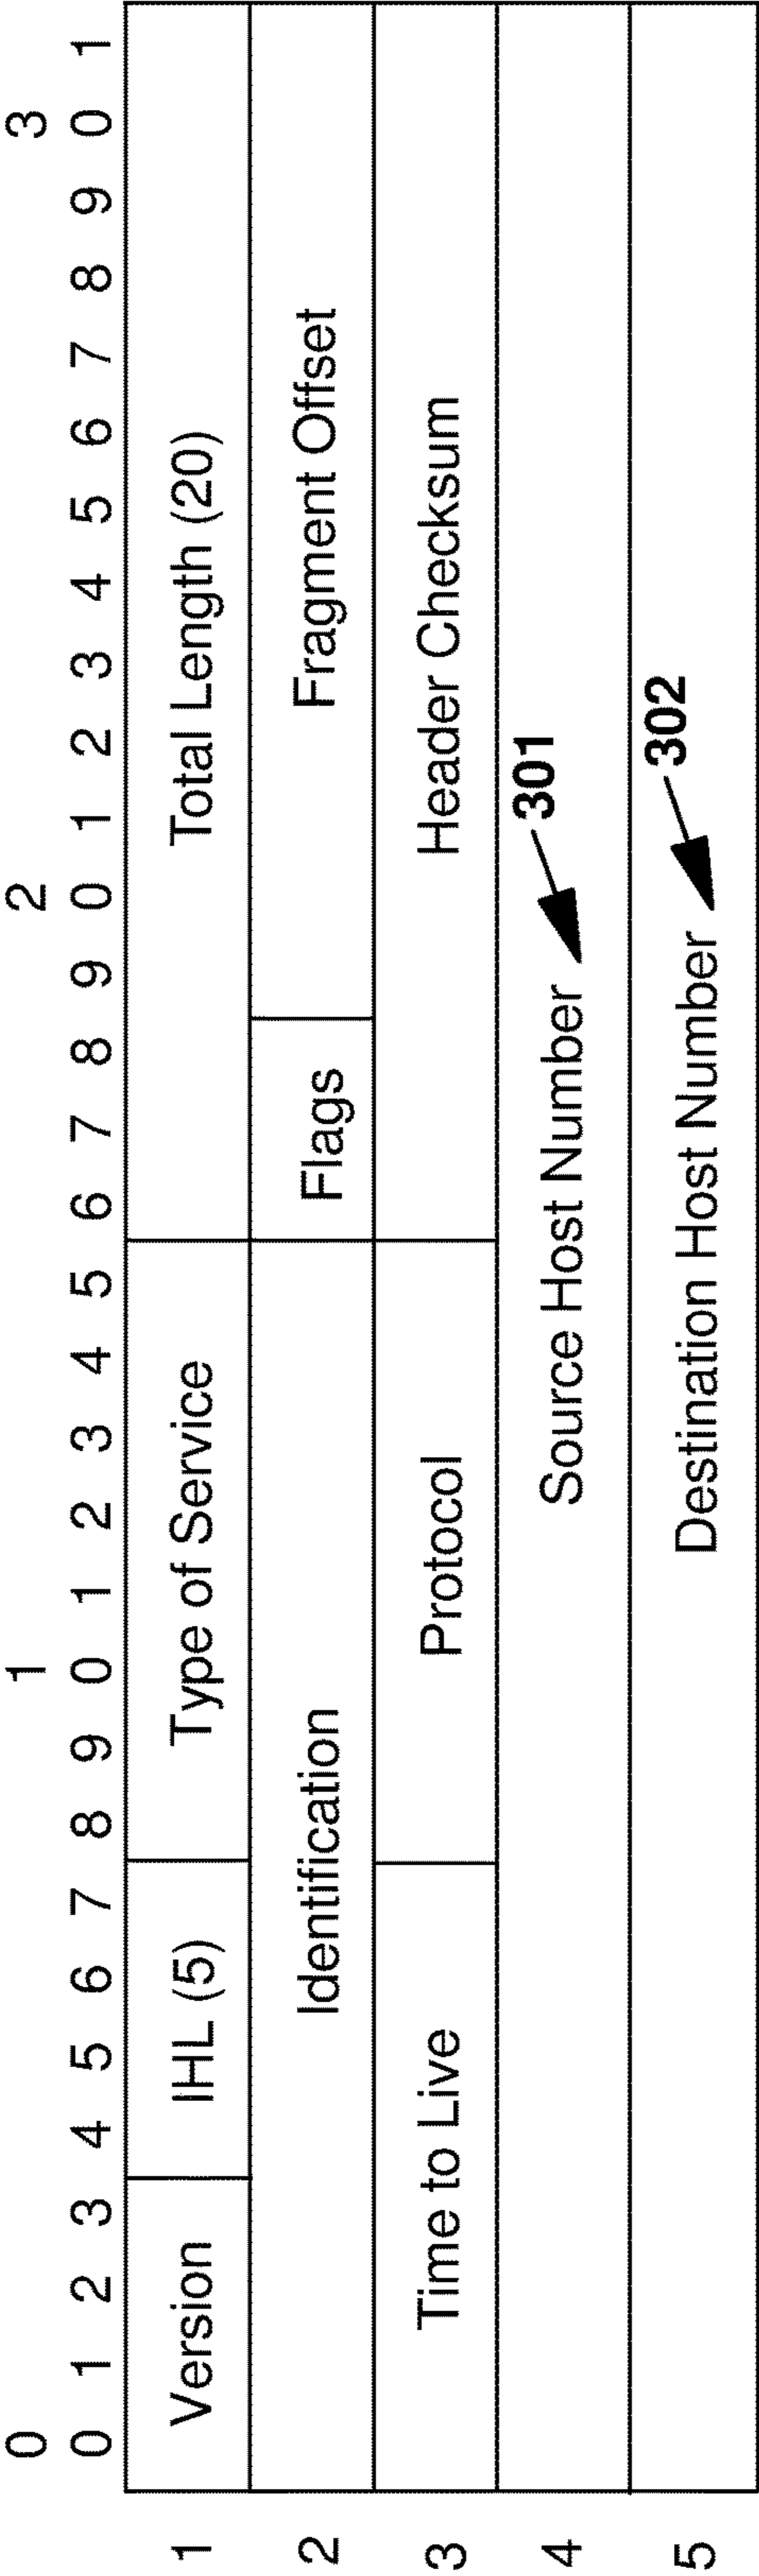 0 1 2 3
0 1 2 3 4 5 6 7 8 9 0 1 2 3 4 5 6 7 8 9 0 1 2 3 4 5 6 7 8 9 0 1
1 Version IHL (5) Type of Service Total Length (20)
2 Identification Flags Fragment Offset
3 Time to Live Protocol Header Checksum
4 Source Host Number 301
5 Destination Host Number 302